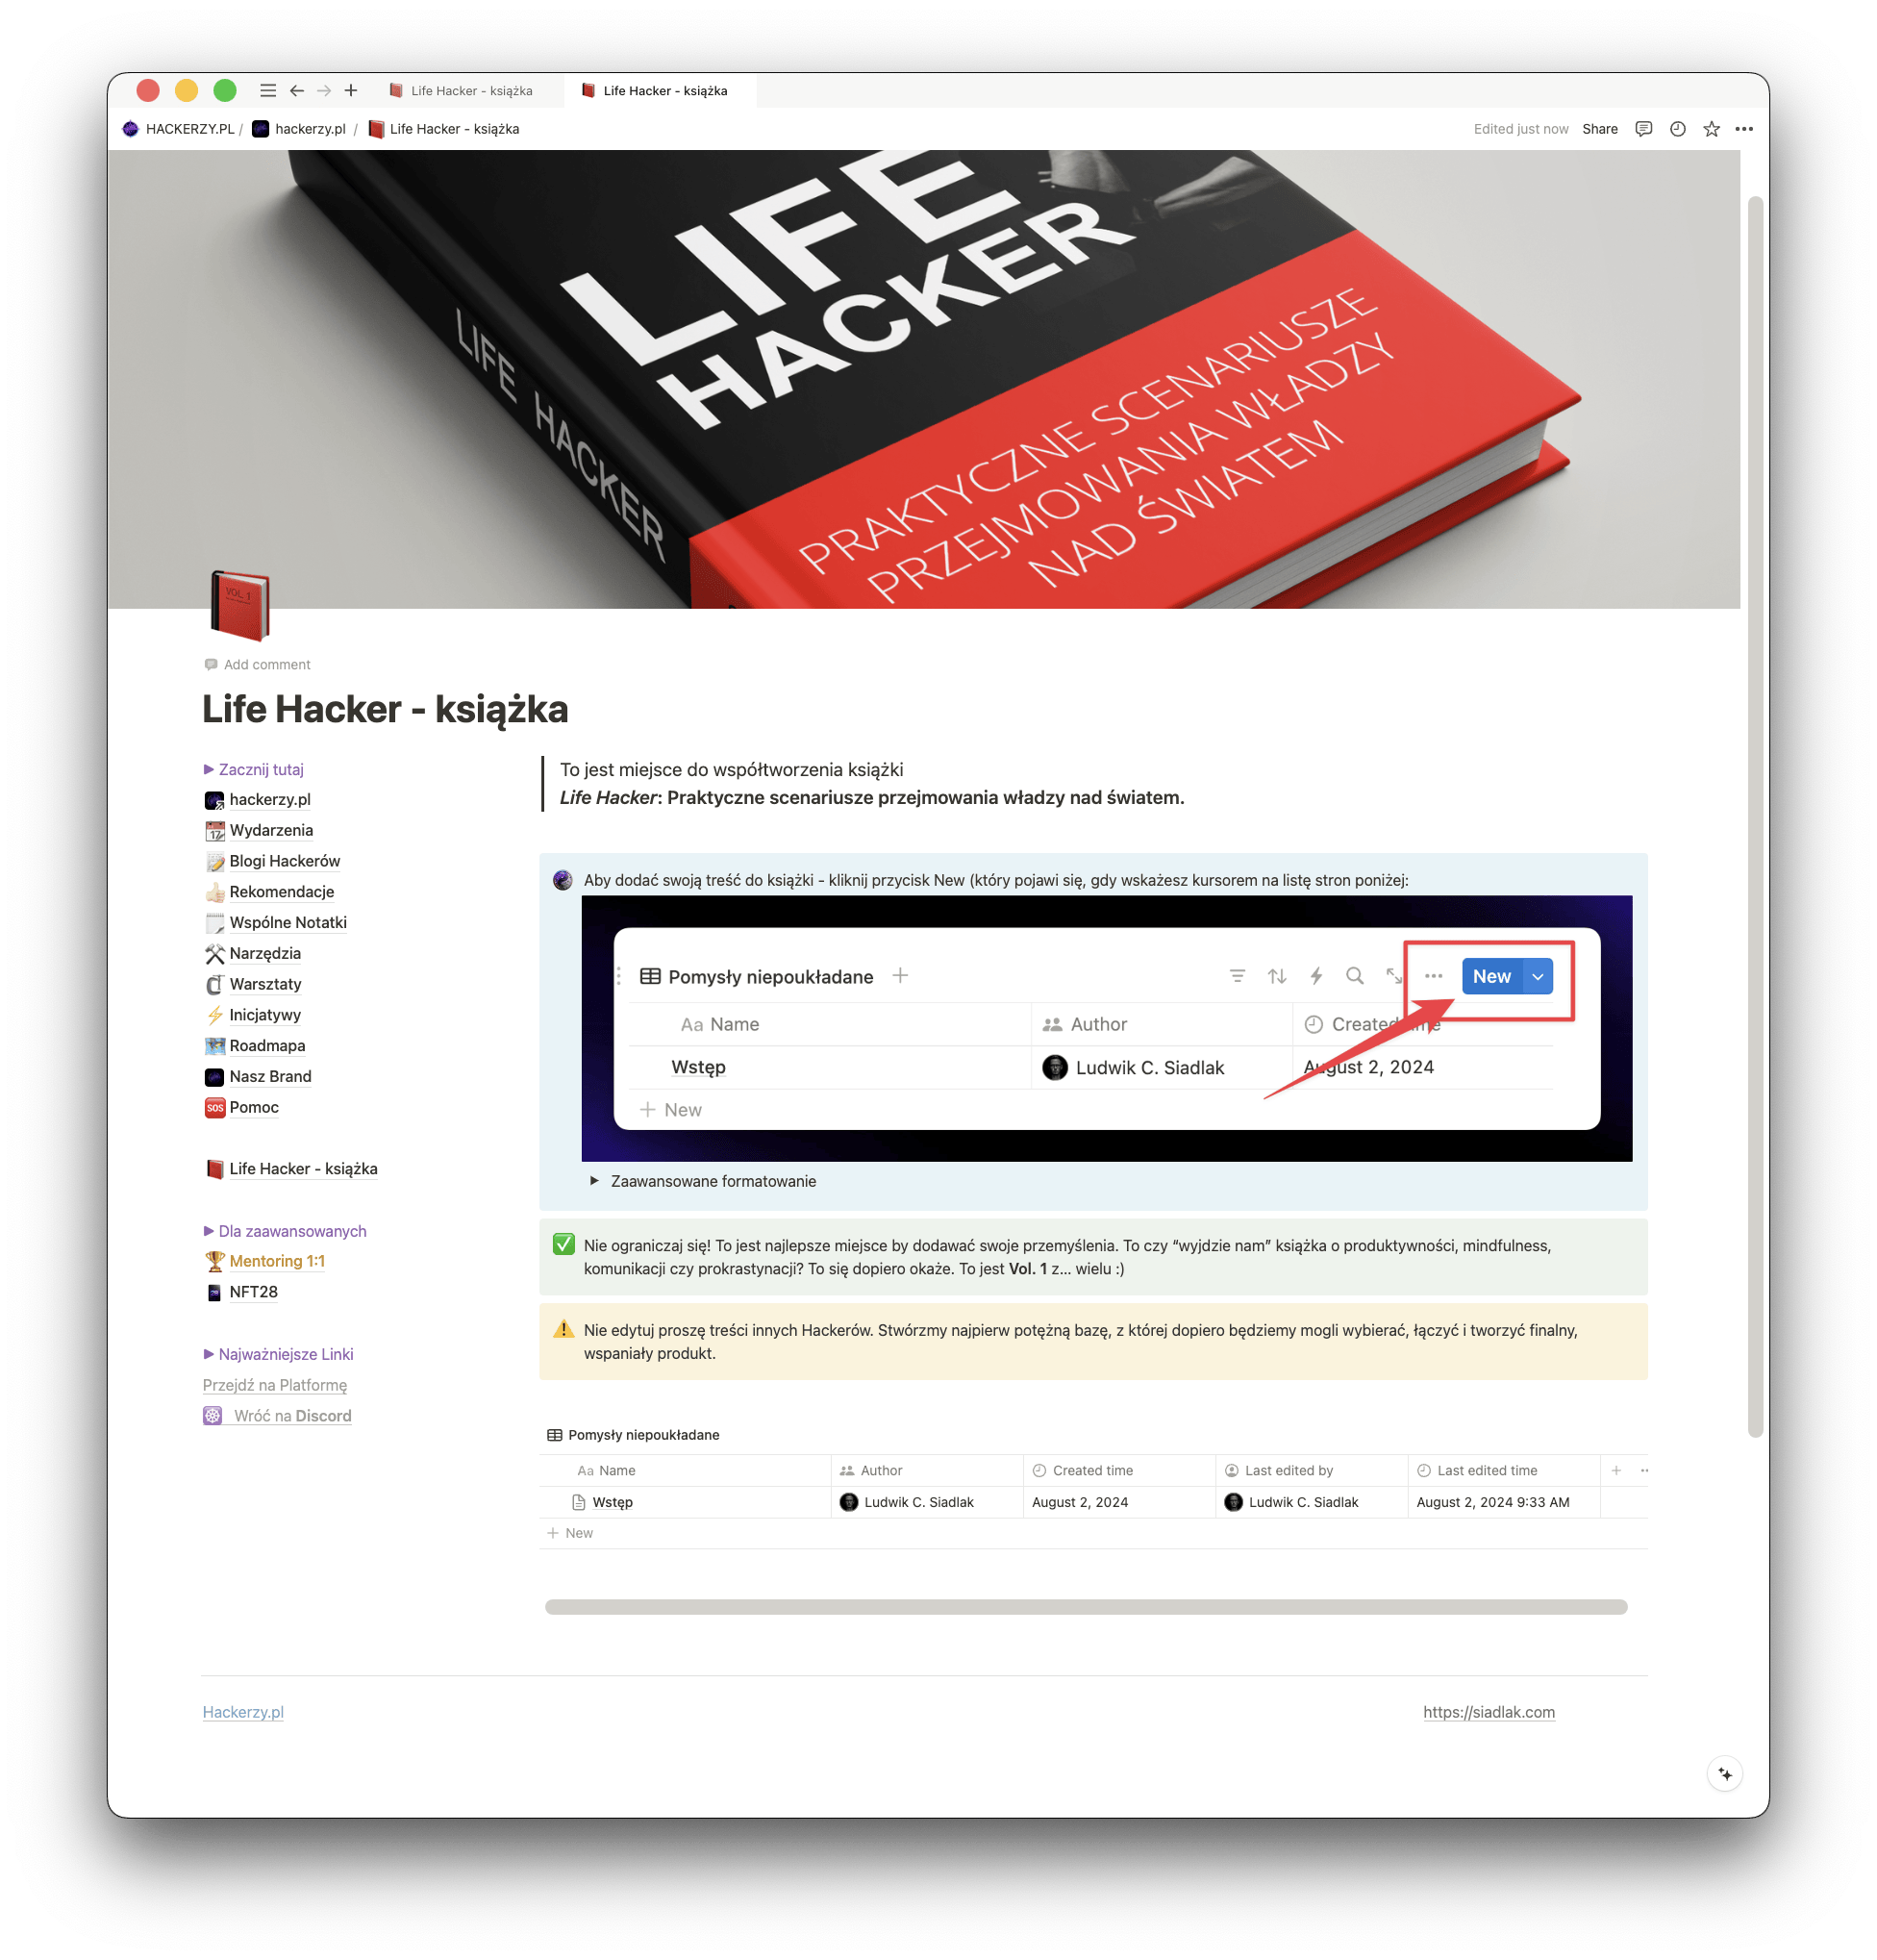 Life Hacker - książka
Life Hacker - książka
HACKERZY.PL / hackerzy.pl / Life Hacker - książka
Edited just now Share
LIFE
HACKER
PRAKTYCZNE SCENARIUSZE
PRZEJMOWANIA WŁADZY
NAD ŚWIATEM
LIFE HACKER
VOL. 1
Add comment
Life Hacker - książka
Zacznij tutaj
hackerzy.pl
Wydarzenia
Blogi Hackerów
Rekomendacje
Wspólne Notatki
Narzędzia
Warsztaty
Inicjatywy
Roadmapa
Nasz Brand
SOS Pomoc
Life Hacker - książka
Dla zaawansowanych
Mentoring 1:1
NFT28
Najważniejsze Linki
Przejdź na Platformę
Wróć na Discord
To jest miejsce do współtworzenia książki
Life Hacker: Praktyczne scenariusze przejmowania władzy nad światem.
Aby dodać swoją treść do książki - kliknij przycisk New (który pojawi się, gdy wskażesz kursorem na listę stron poniżej:
Pomysły niepoukładane
New
Aa Name Author Created time
Wstęp Ludwik C. Siadlak August 2, 2024
+ New
Zaawansowane formatowanie
Nie ograniczaj się! To jest najlepsze miejsce by dodawać swoje przemyślenia. To czy “wyjdzie nam” książka o produktywności, mindfulness,
komunikacji czy prokrastynacji? To się dopiero okaże. To jest Vol. 1 z... wielu :)
Nie edytuj proszę treści innych Hackerów. Stwórzmy najpierw potężną bazę, z której dopiero będziemy mogli wybierać, łączyć i tworzyć finalny,
wspaniały produkt.
Pomysły niepoukładane
Aa Name Author Created time Last edited by Last edited time
Wstęp Ludwik C. Siadlak August 2, 2024 Ludwik C. Siadlak August 2, 2024 9:33 AM
+ New
Hackerzy.pl
https://siadlak.com